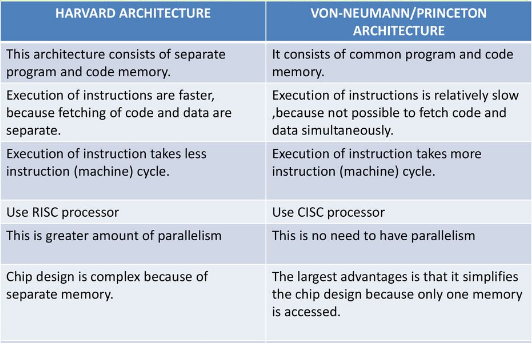 HARVARD ARCHITECTURE
VON-NEUMANN/PRINCETON
ARCHITECTURE
This architecture consists of separate
program and code memory.
It consists of common program and code
memory.
Execution of instructions are faster,
because fetching of code and data are
separate.
Execution of instructions is relatively slow
,because not possible to fetch code and
data simultaneously.
Execution of instruction takes less
instruction (machine) cycle.
Execution of instruction takes more
instruction (machine) cycle.
Use RISC processor
Use CISC processor
This is greater amount of parallelism
This is no need to have parallelism
Chip design is complex because of
separate memory.
The largest advantages is that it simplifies
the chip design because only one memory
is accessed.